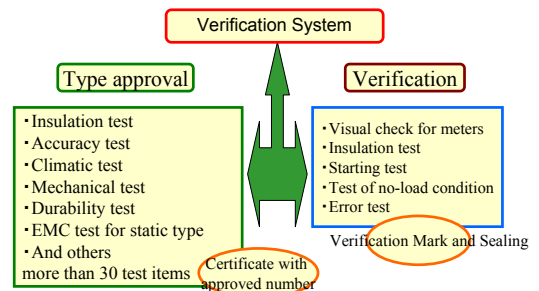 Verification System
Type approval
・Insulation test
・Accuracy test
・Climatic test
・Mechanical test
・Durability test
・EMC test for static type
・And others
more than 30 test items
Certificate with
approved number
Verification
・Visual check for meters
・Insulation test
・Starting test
・Test of no-load condition
・Error test
Verification Mark and Sealing